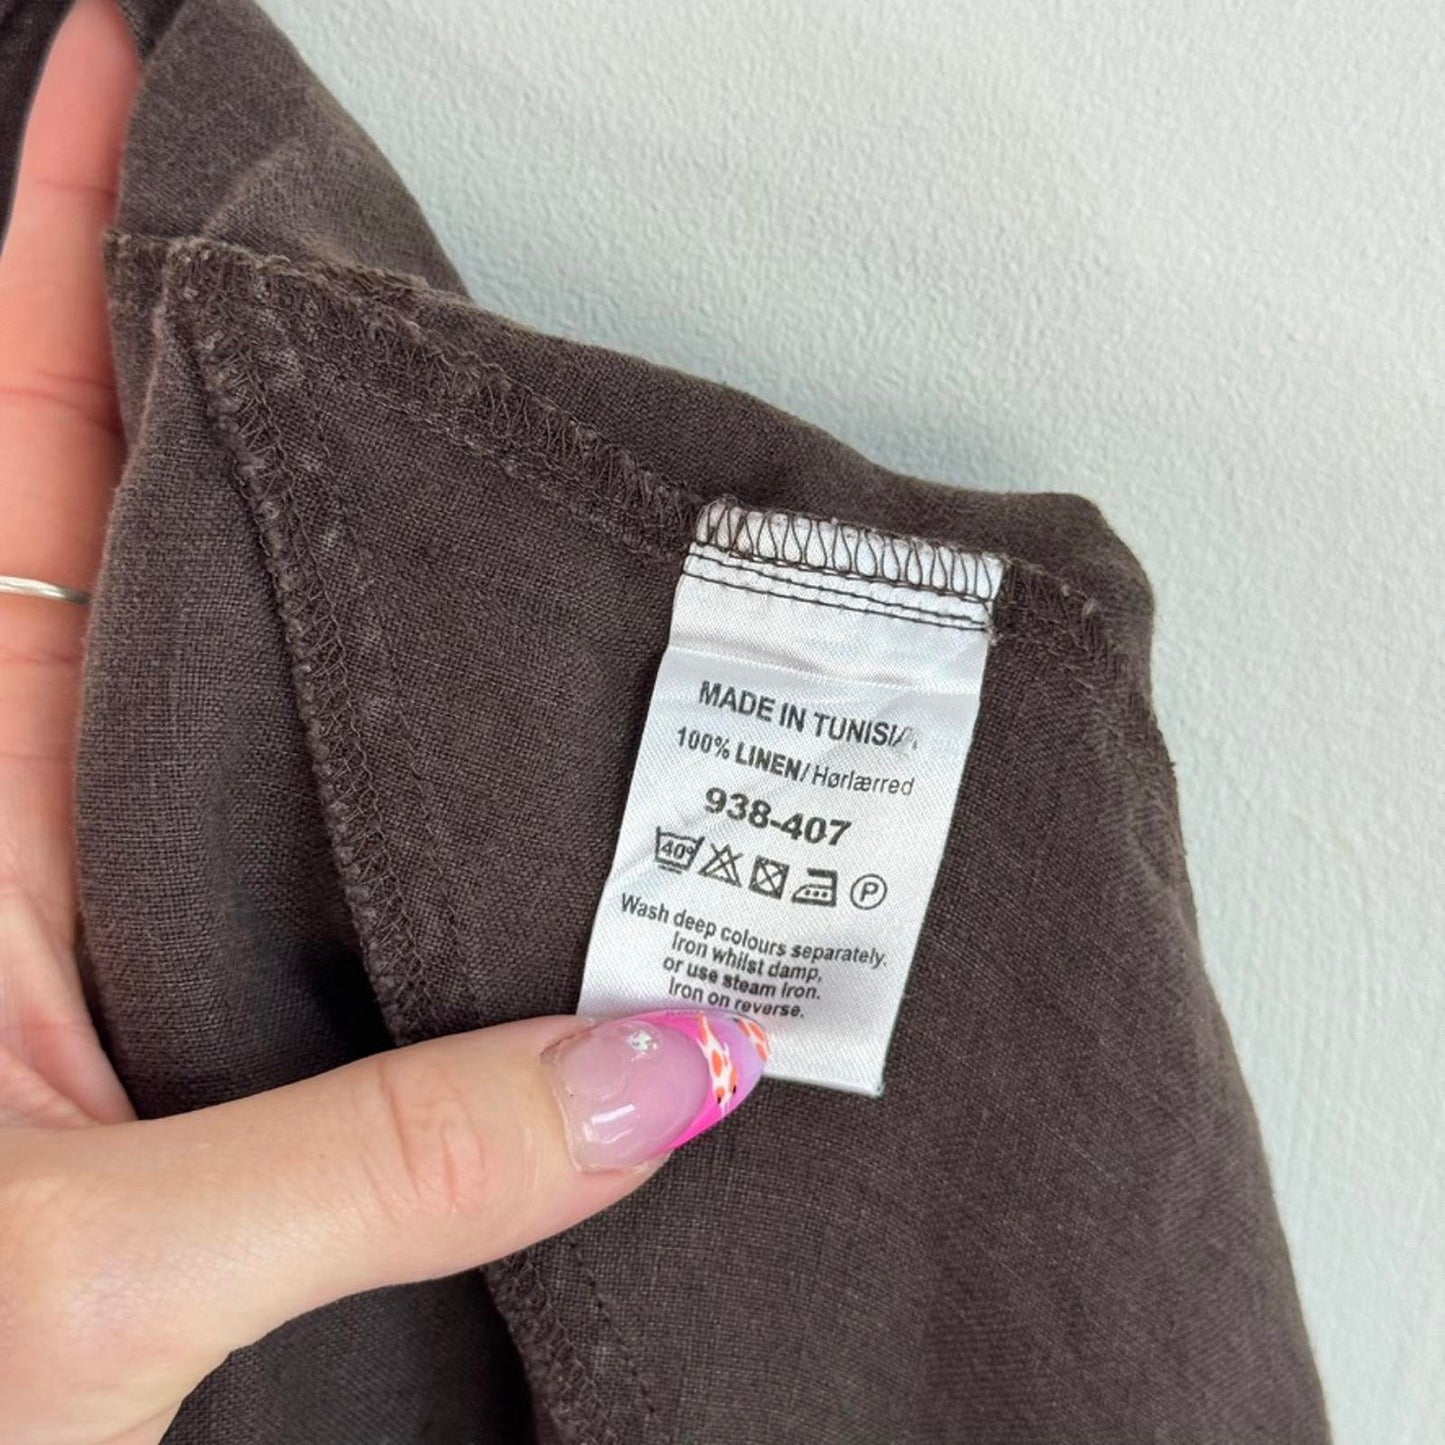 MADE IN TUNISIA
100% LINEN/Hørlærred
938-407
40° P
Wash deep colours separately.
Iron whilst damp,
or use steam iron.
Iron on reverse.